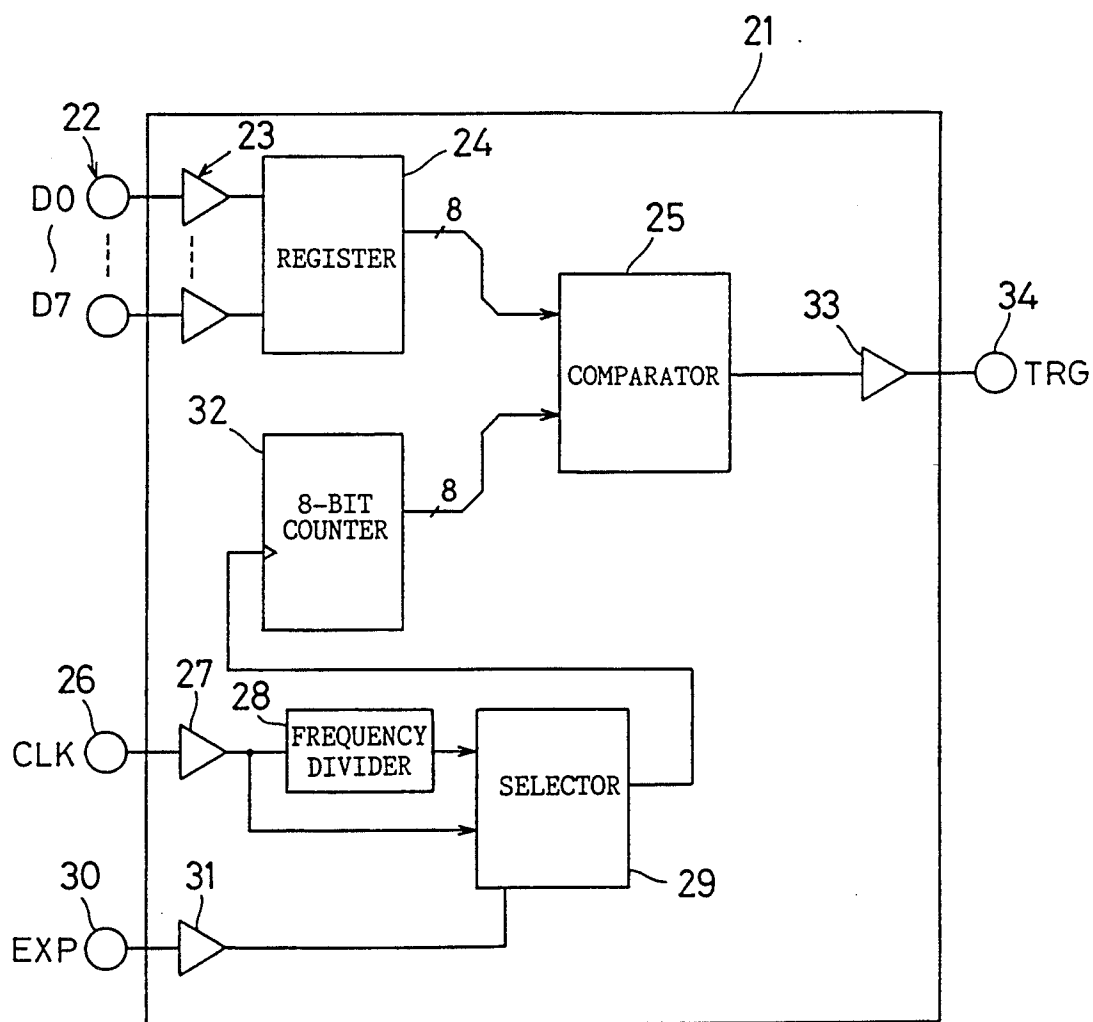 21
22
23
24
D0
8
REGISTER
25
D7
33
34
COMPARATOR
TRG
32
8
8-BIT
COUNTER
26
27
28
FREQUENCY
DIVIDER
CLK
SELECTOR
30
31
29
EXP